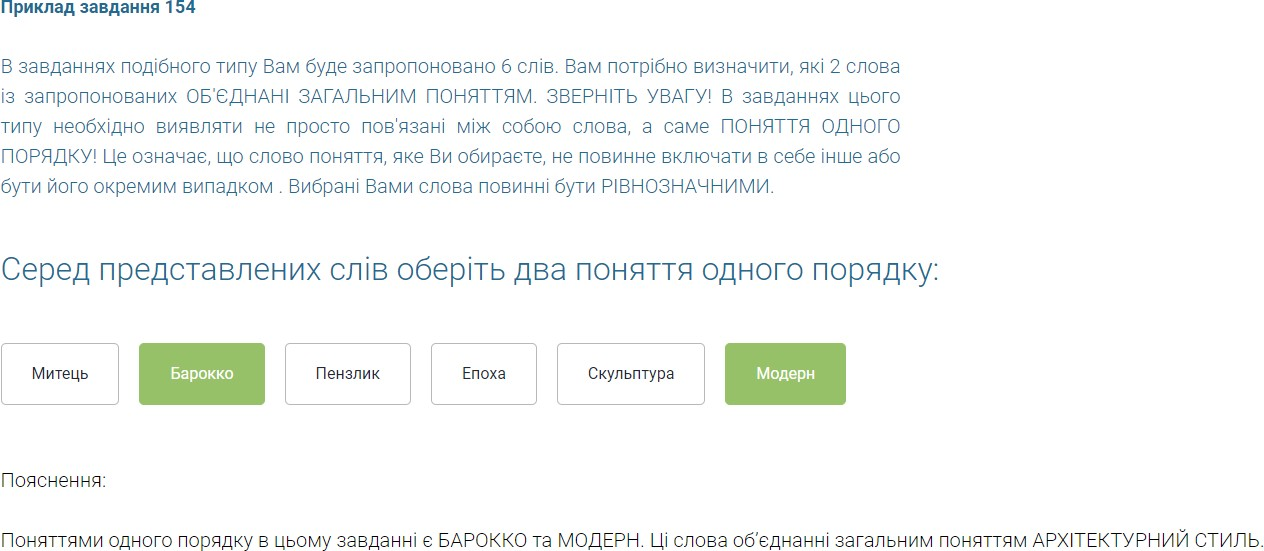 Приклад завдання 154
В завданнях подібного типу Вам буде запропоновано 6 слів. Вам потрібно визначити, які 2 слова
із запропонованих ОБ'ЄДНАНІ ЗАГАЛЬНИМ ПОНЯТТЯМ. ЗВЕРНІТЬ УВАГУ! В завданнях цього
типу необхідно виявляти не просто пов'язані між собою слова, а саме ПОНЯТТЯ ОДНОГО
ПОРЯДКУ! Це означає, що слово поняття, яке Ви обираєте, не повинне включати в себе інше або
бути його окремим випадком . Вибрані Вами слова повинні бути РІВНОЗНАЧНИМИ.
Серед представлених слів оберіть два поняття одного порядку:
Митець Барокко Пензлик Епоха Скульптура Модерн
Пояснення:
Поняттями одного порядку в цьому завданні є БАРОККО та МОДЕРН. Ці слова об’єднанні загальним поняттям АРХІТЕКТУРНИЙ СТИЛЬ.